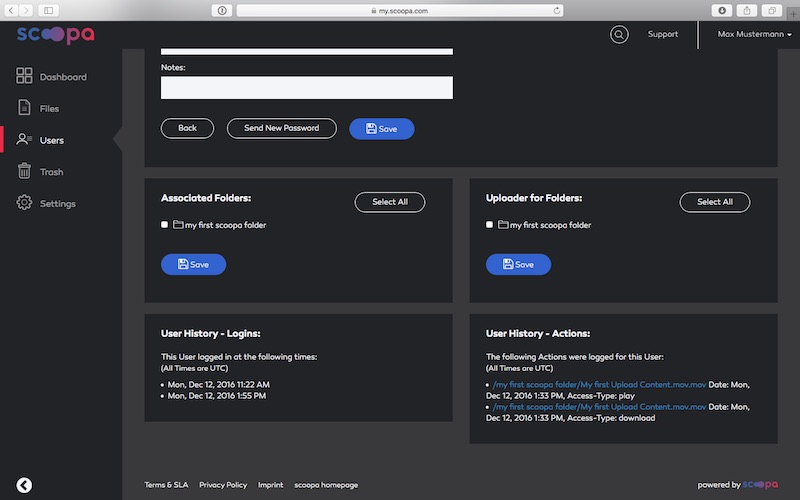 my.scoopa.com
scoopa
Support
Max Mustermann
Dashboard
Files
Users
Trash
Settings
Notes:
Back
Send New Password
Save
Associated Folders:
Select All
my first scoopa folder
Save
Uploader for Folders:
Select All
my first scoopa folder
Save
User History - Logins:
This User logged in at the following times:
(All Times are UTC)
• Mon, Dec 12, 2016 11:22 AM
• Mon, Dec 12, 2016 1:55 PM
User History - Actions:
The following Actions were logged for this User:
(All Times are UTC)
• /my first scoopa folder/My first Upload Content.mov.mov Date: Mon,
Dec 12, 2016 1:33 PM, Access-Type: play
• /my first scoopa folder/My first Upload Content.mov.mov Date: Mon,
Dec 12, 2016 1:33 PM, Access-Type: download
Terms & SLA
Privacy Policy
Imprint
scoopa homepage
powered by scoopa